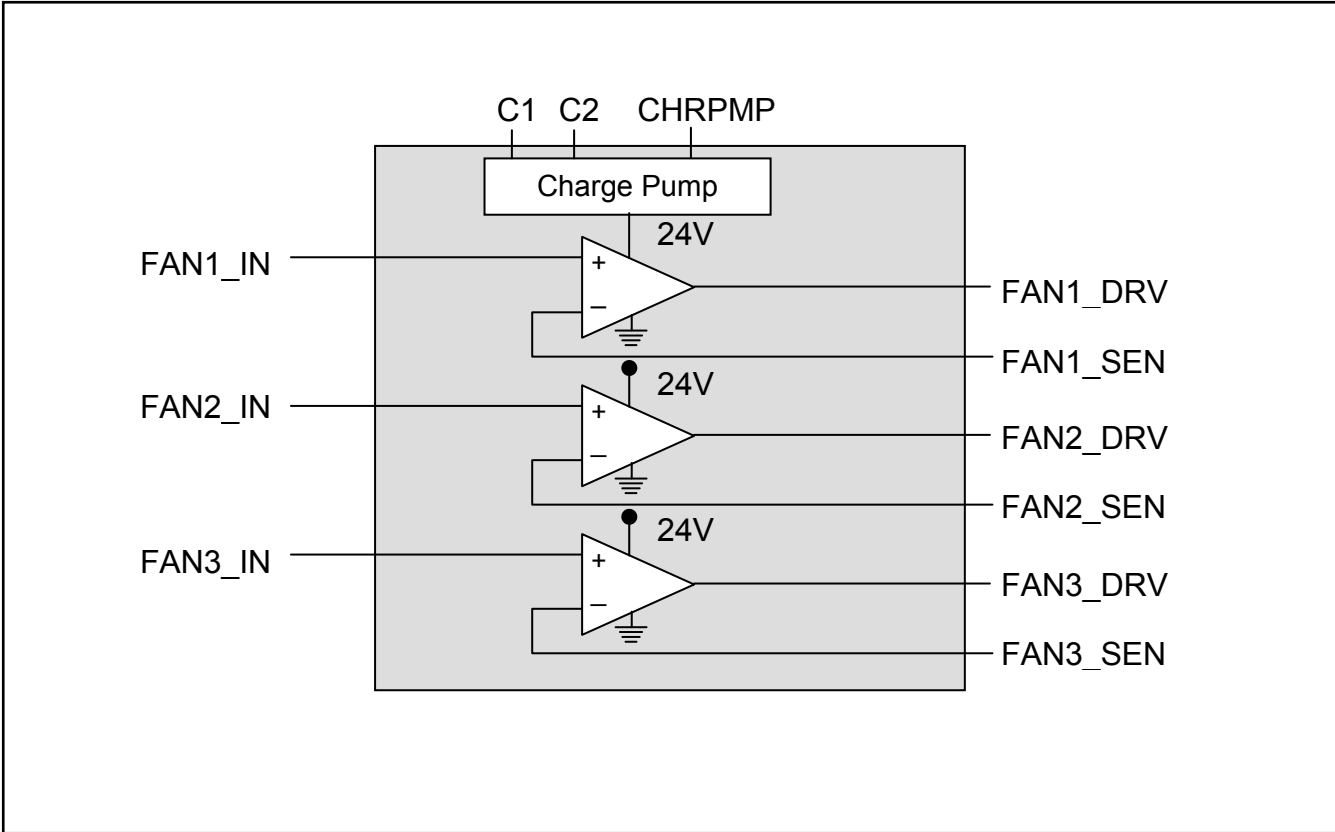 C1 C2 CHRPMP
Charge Pump
24V
FAN1_IN
+
–
FAN1_DRV
FAN1_SEN
24V
FAN2_IN
+
–
FAN2_DRV
FAN2_SEN
24V
FAN3_IN
+
–
FAN3_DRV
FAN3_SEN